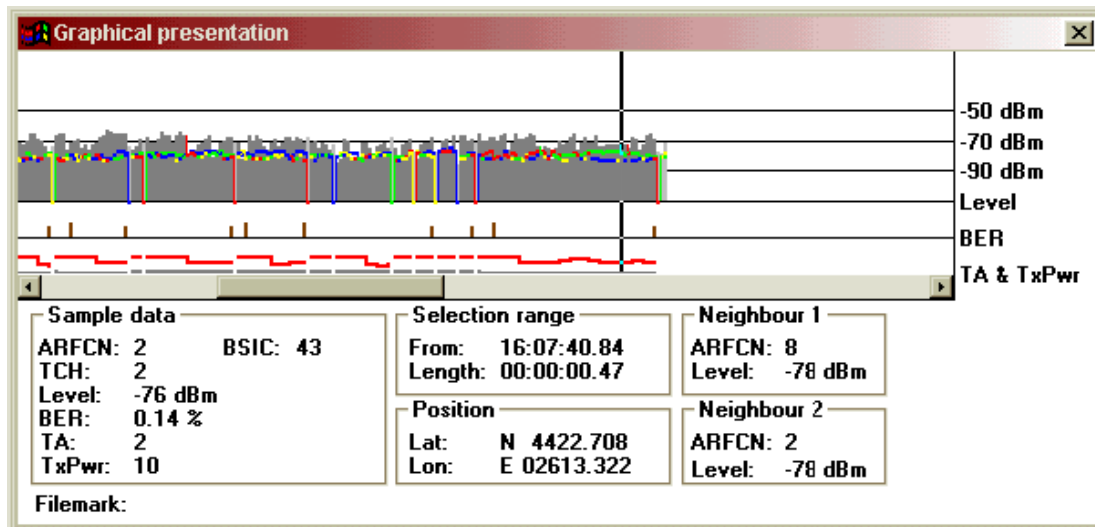 Graphical presentation
-50 dBm
-70 dBm
-90 dBm
Level
BER
TA & TxPwr
Sample data
ARFCN: 2 BSIC: 43
TCH: 2
Level: -76 dBm
BER: 0.14 %
TA: 2
TxPwr: 10
Selection range
From: 16:07:40.84
Length: 00:00:00.47
Position
Lat: N 4422.708
Lon: E 02613.322
Neighbour 1
ARFCN: 8
Level: -78 dBm
Neighbour 2
ARFCN: 2
Level: -78 dBm
Filemark: